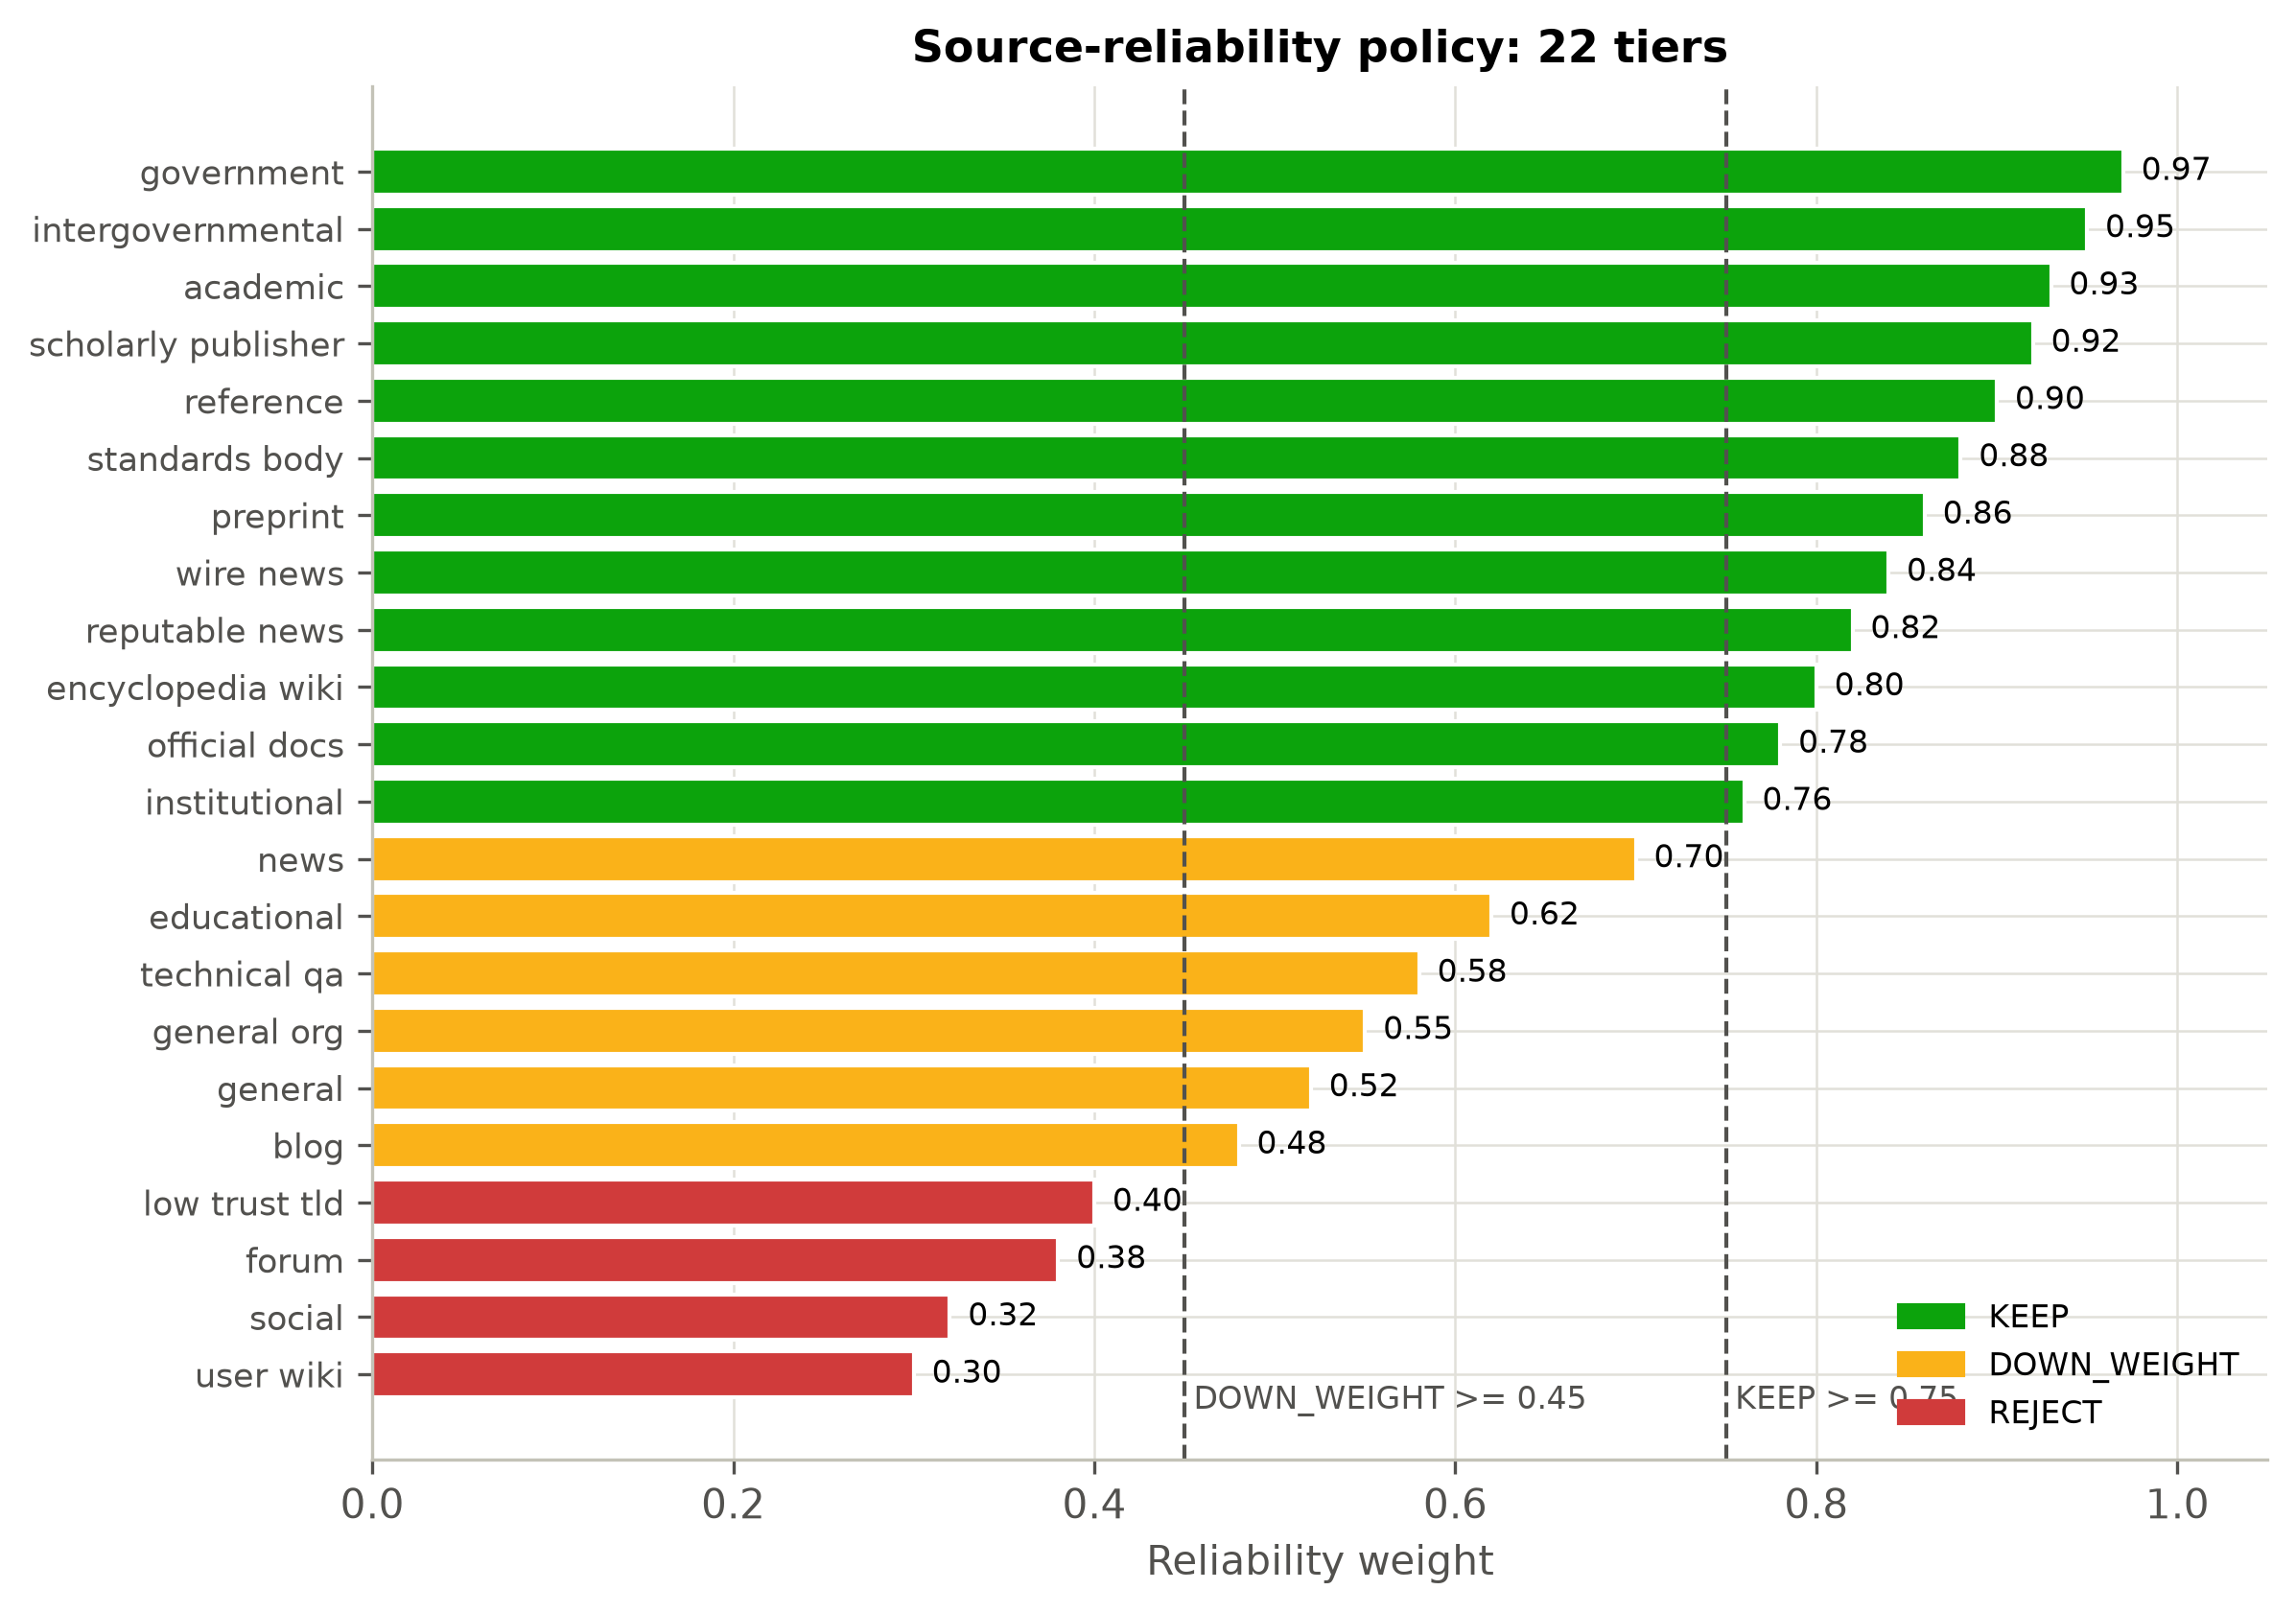 Source-reliability policy: 22 tiers
government 0.97
intergovernmental 0.95
academic 0.93
scholarly publisher 0.92
reference 0.90
standards body 0.88
preprint 0.86
wire news 0.84
reputable news 0.82
encyclopedia wiki 0.80
official docs 0.78
institutional 0.76
news 0.70
educational 0.62
technical qa 0.58
general org 0.55
general 0.52
blog 0.48
low trust tld 0.40
forum 0.38
social 0.32
user wiki 0.30
KEEP
DOWN_WEIGHT
REJECT
DOWN_WEIGHT >= 0.45
KEEP >= 0.75
0.0 0.2 0.4 0.6 0.8 1.0
Reliability weight